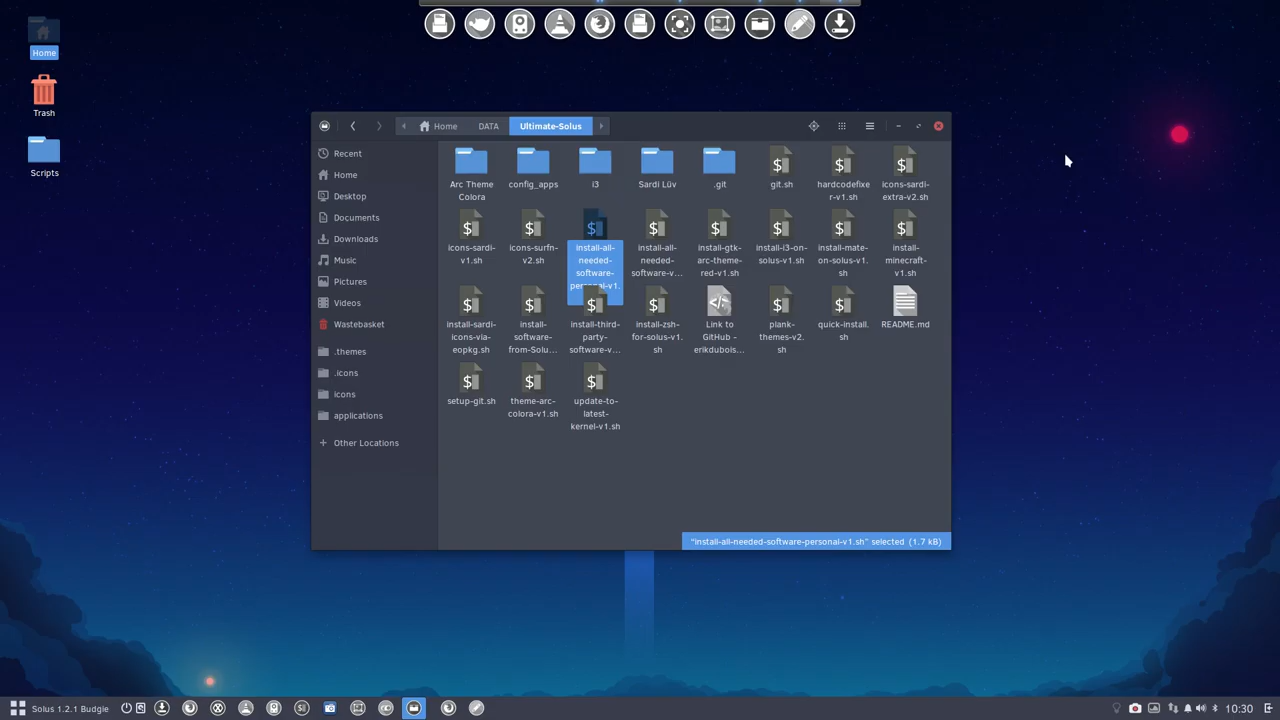 Home
Trash
Scripts
Home
DATA
Ultimate-Solus
Recent
Home
Desktop
Documents
Downloads
Music
Pictures
Videos
Wastebasket
.themes
.icons
icons
applications
Other Locations
Arc Theme
Colora
config_apps
i3
Sardi Lüv
.git
git.sh
hardcodefixe
r-v1.sh
icons-sardi-
extra-v2.sh
icons-sardi-
v1.sh
icons-surfn-
v2.sh
install-all-
needed-
software-
personal-v1.
install-all-
needed-
software-v...
install-gtk-
arc-theme-
red-v1.sh
install-i3-on-
solus-v1.sh
install-mate-
on-solus-v1.
sh
install-
minecraft-
v1.sh
install-sardi-
icons-via-
eopkg.sh
install-
software-
from-Solu...
install-third-
party-
software-v...
install-zsh-
for-solus-v1.
sh
Link to
GitHub -
erikdubois...
plank-
themes-v2.
sh
quick-install.
sh
README.md
setup-git.sh
theme-arc-
colora-v1.sh
update-to-
latest-
kernel-v1.sh
"install-all-needed-software-personal-v1.sh" selected (1.7 kB)
Solus 1.2.1 Budgie
10:30